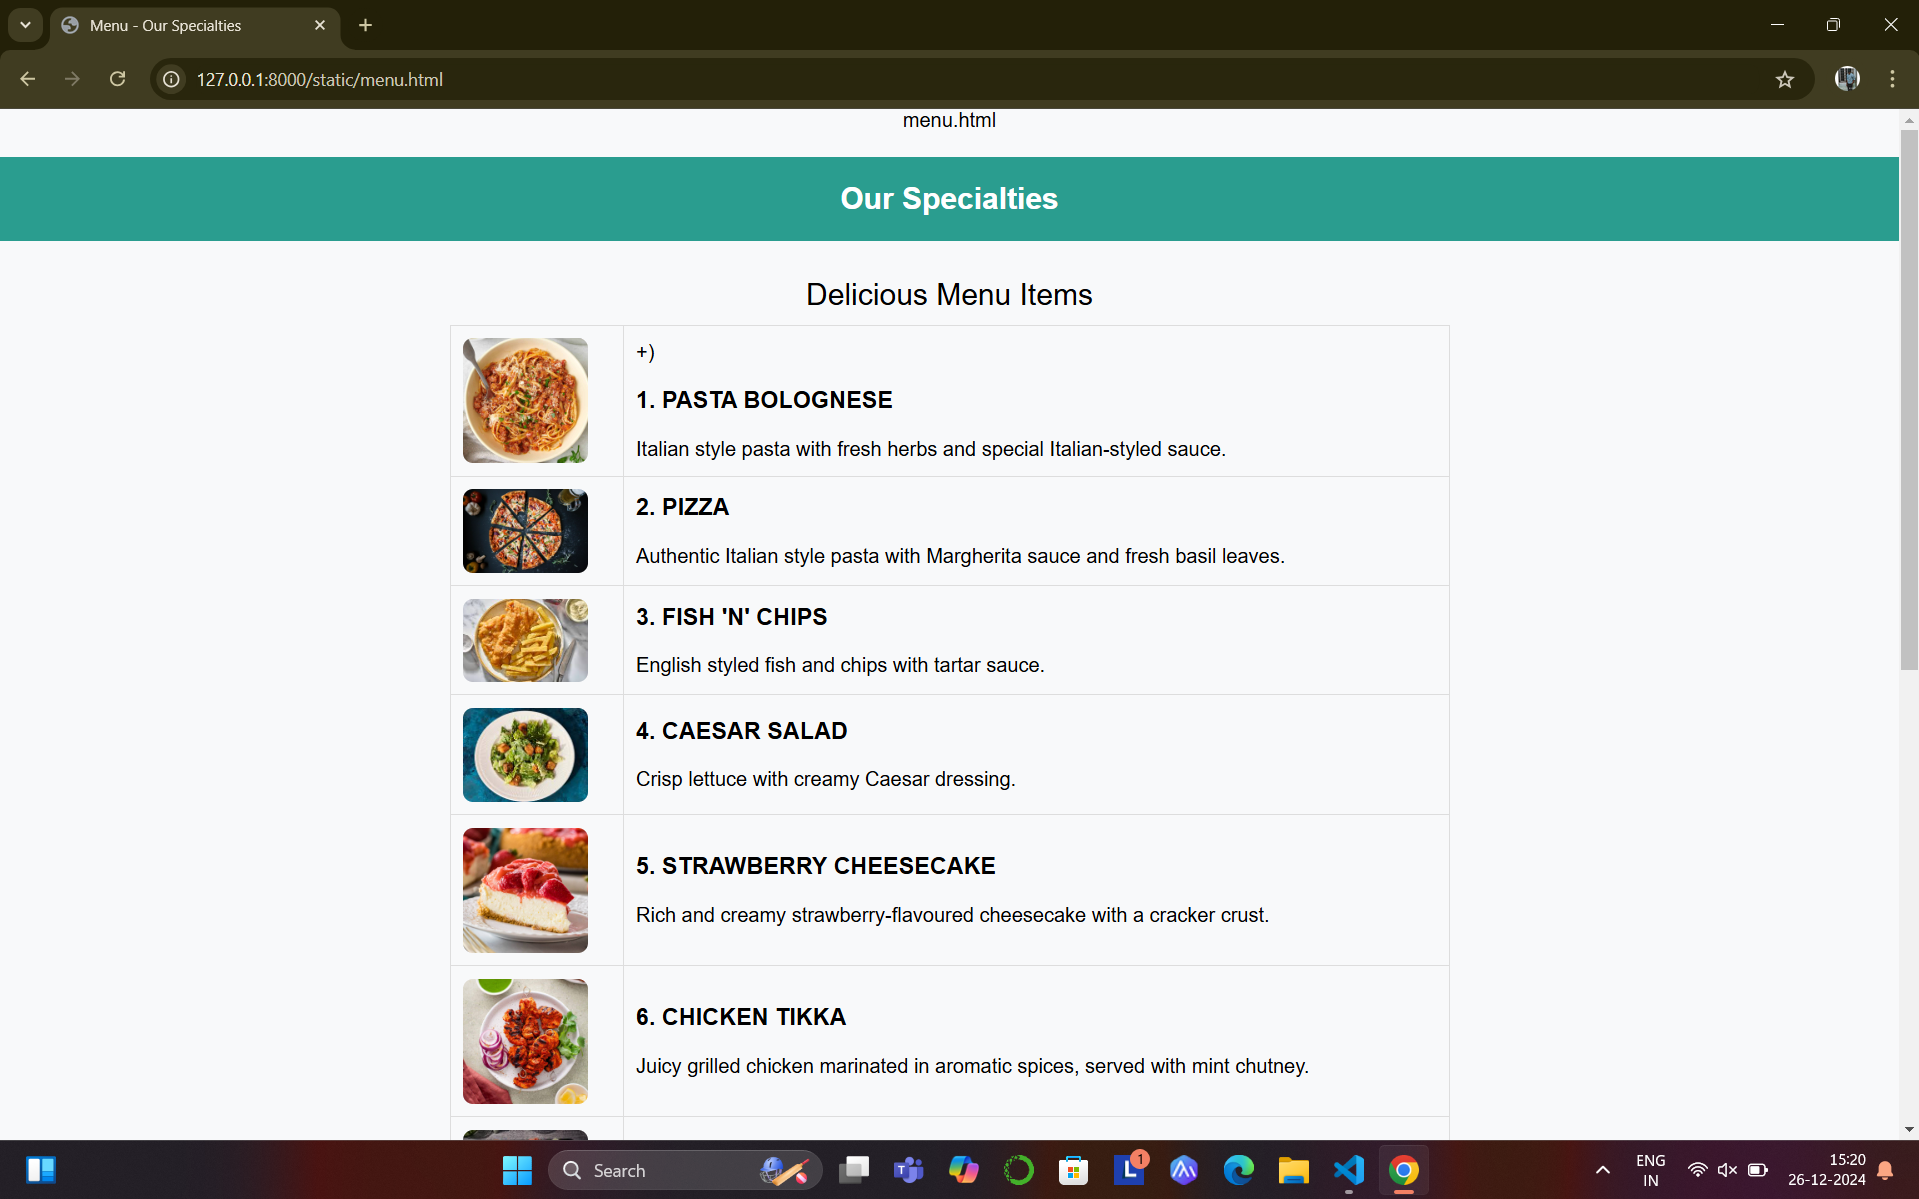 Menu - Our Specialties
127.0.0.1:8000/static/menu.html
menu.html
Our Specialties
Delicious Menu Items
+)
1. PASTA BOLOGNESE
Italian style pasta with fresh herbs and special Italian-styled sauce.
2. PIZZA
Authentic Italian style pasta with Margherita sauce and fresh basil leaves.
3. FISH 'N' CHIPS
English styled fish and chips with tartar sauce.
4. CAESAR SALAD
Crisp lettuce with creamy Caesar dressing.
5. STRAWBERRY CHEESECAKE
Rich and creamy strawberry-flavoured cheesecake with a cracker crust.
6. CHICKEN TIKKA
Juicy grilled chicken marinated in aromatic spices, served with mint chutney.
Search
L
1
ENG
IN
15:20
26-12-2024